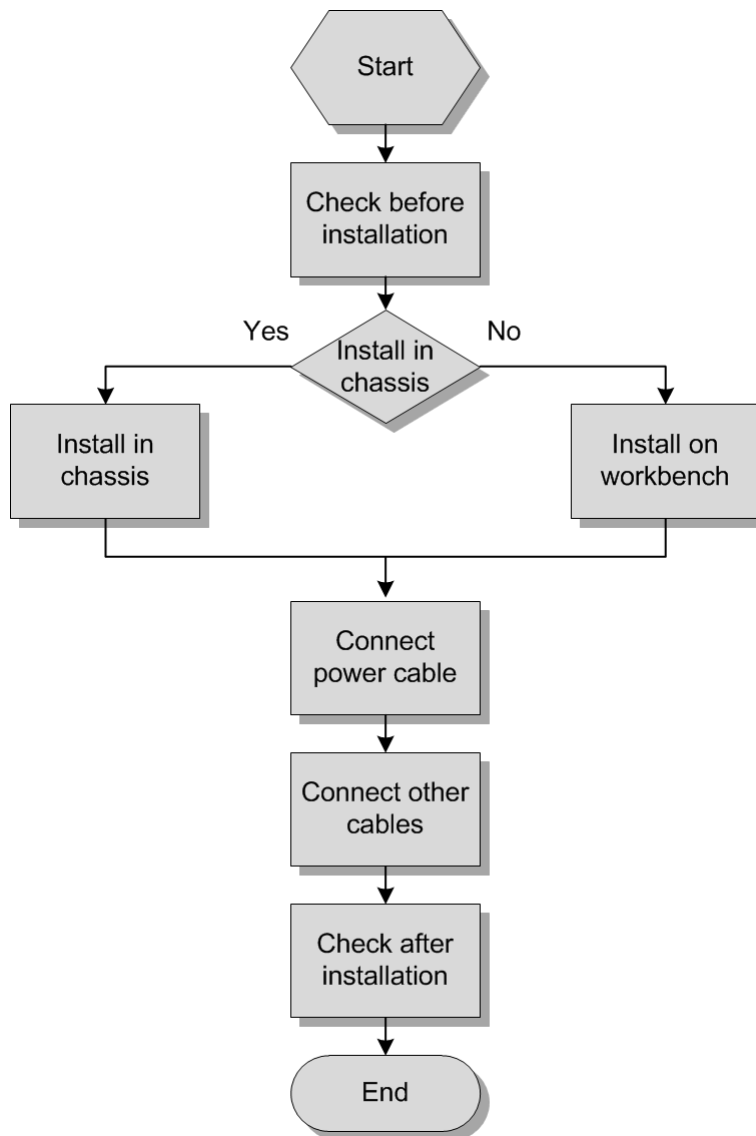 Start
Check before
installation
Yes
No
Install in
chassis
Install in
chassis
Install on
workbench
Connect
power cable
Connect other
cables
Check after
installation
End